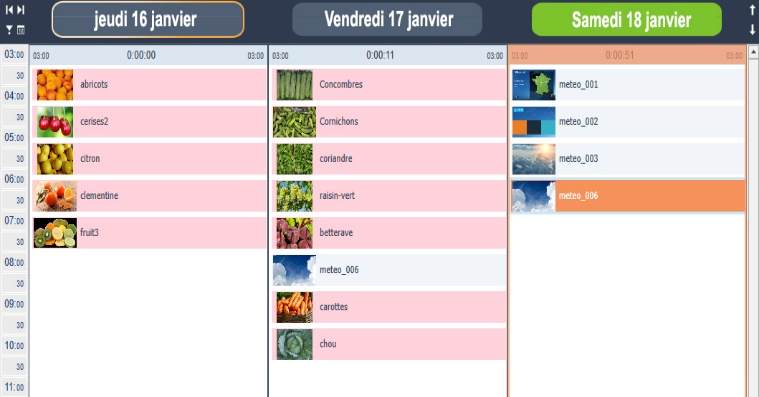 jeudi 16 janvier
Vendredi 17 janvier
Samedi 18 janvier
03:00 0:00:00 03:00
03:00 0:00:11 03:00
03:00 0:00:51 03:00
03:00
30
04:00
30
05:00
30
06:00
30
07:00
30
08:00
30
09:00
30
10:00
30
11:00
abricots
cerises2
citron
clementine
fruit3
Concombres
Cornichons
coriandre
raisin-vert
betterave
meteo_006
carottes
chou
meteo_001
meteo_002
meteo_003
meteo_006